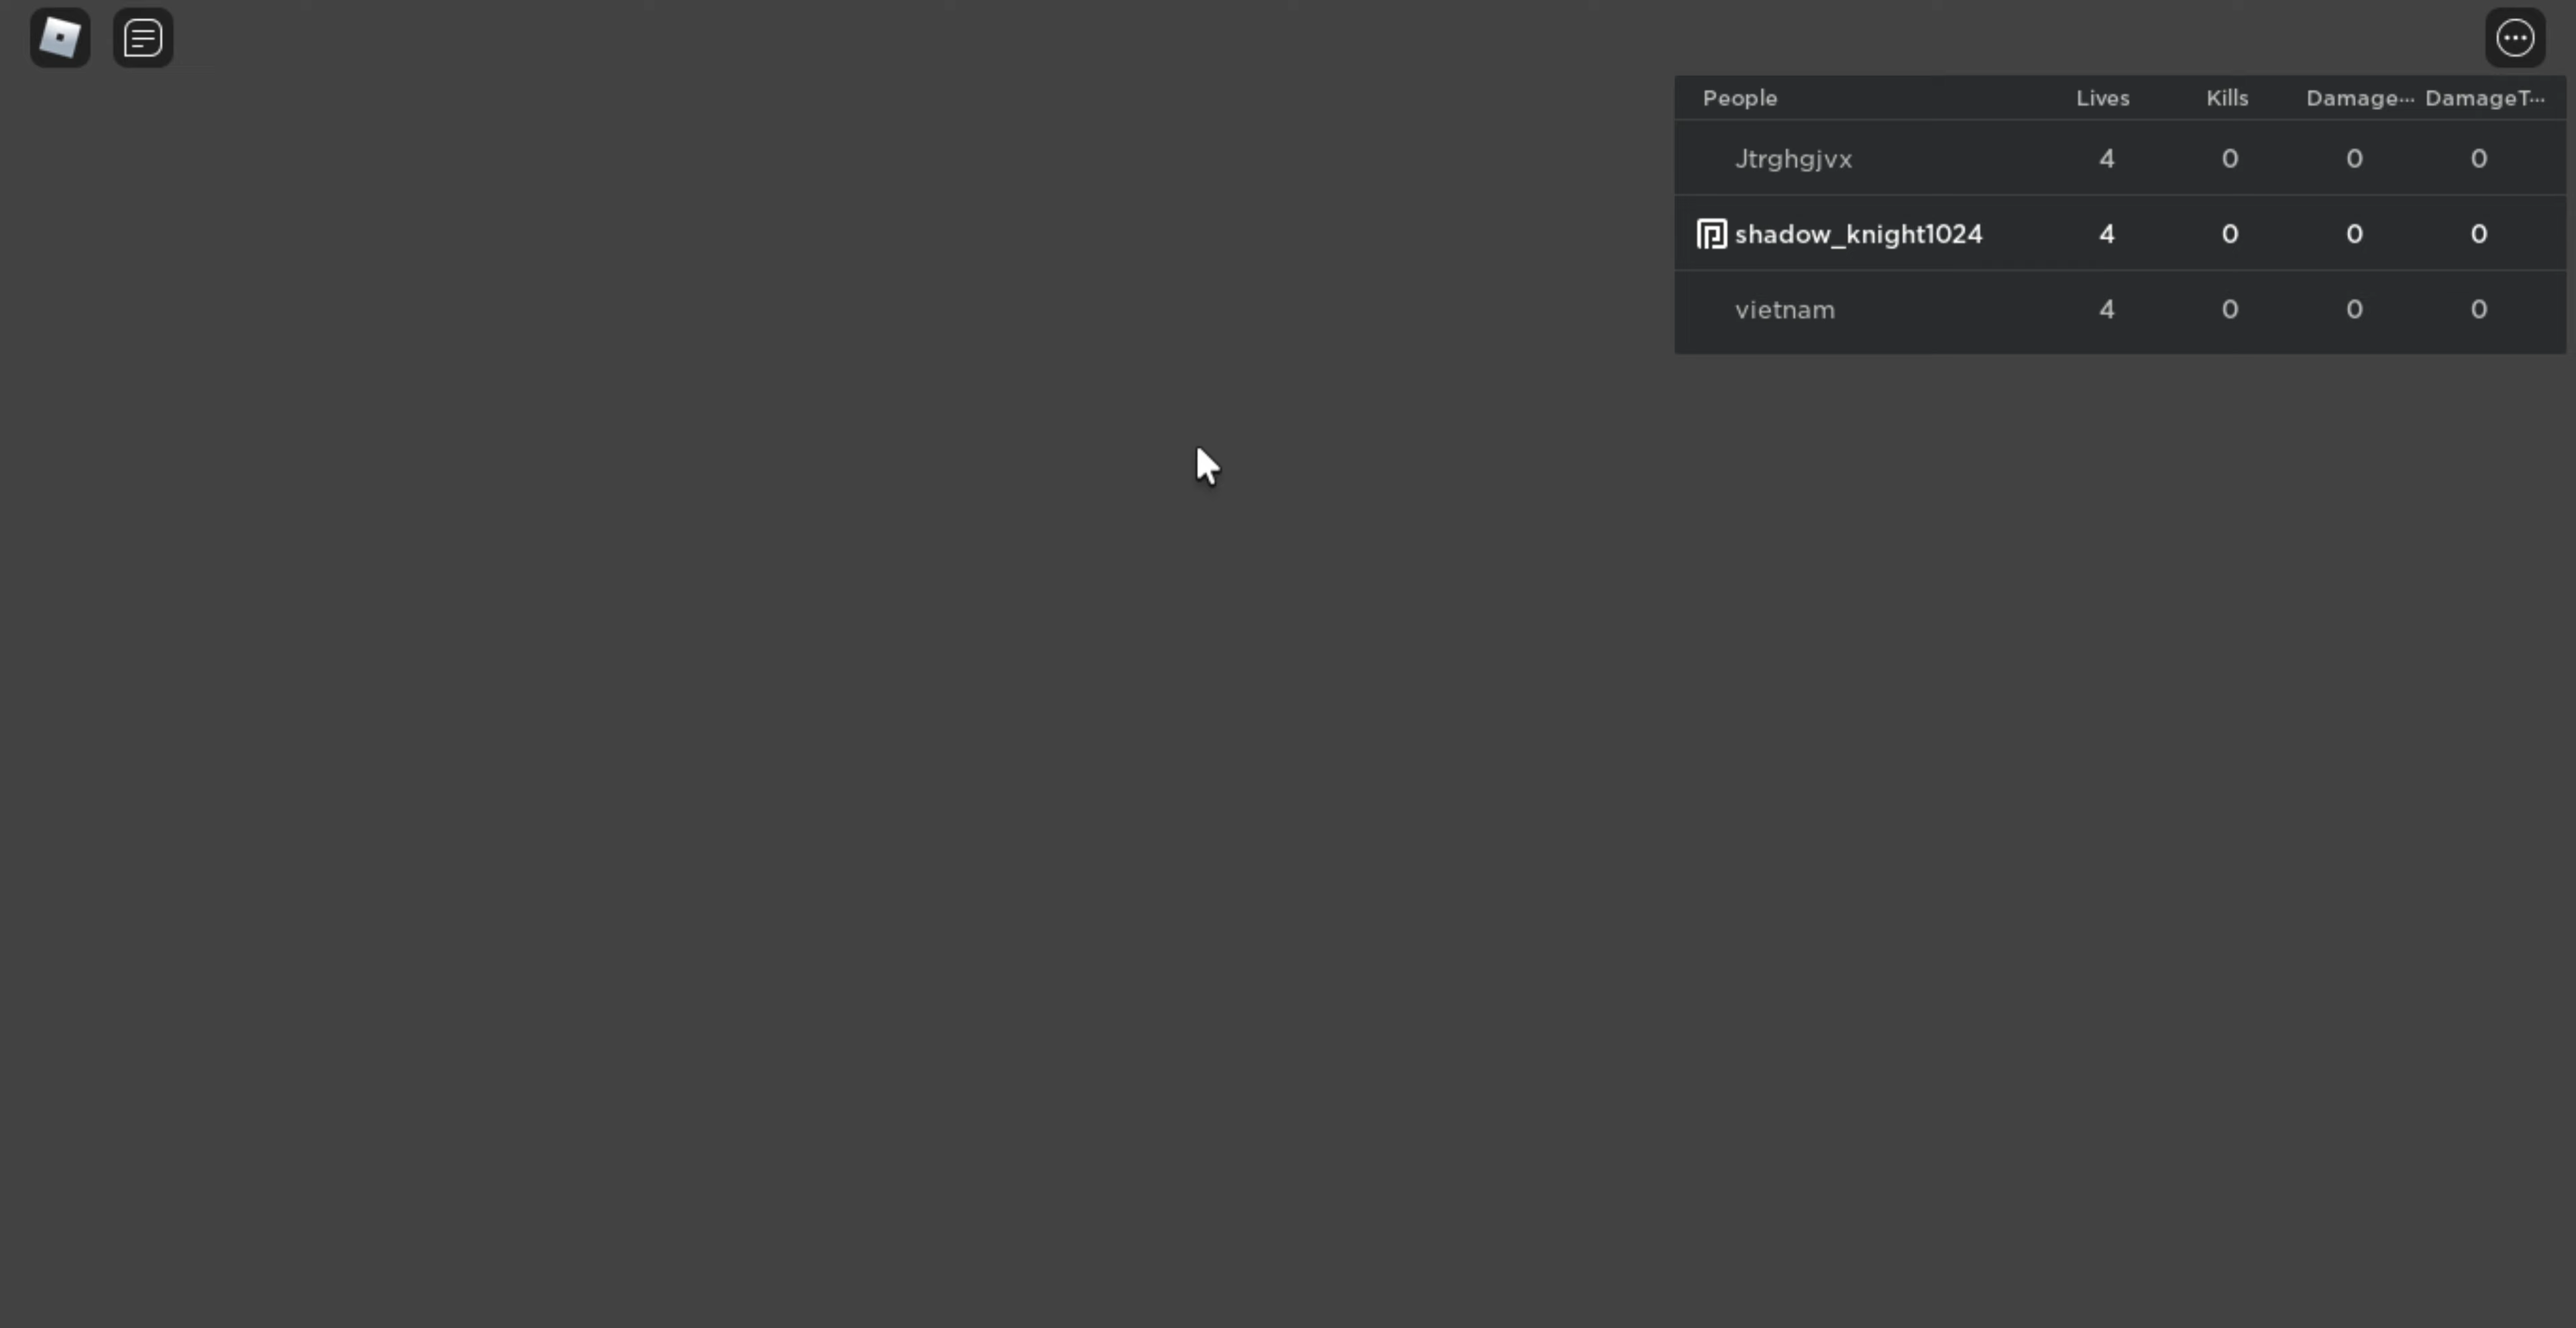 People Lives Kills Damage... DamageT...
Jtrghgjvx 4 0 0 0
shadow_knight1024 4 0 0 0
vietnam 4 0 0 0